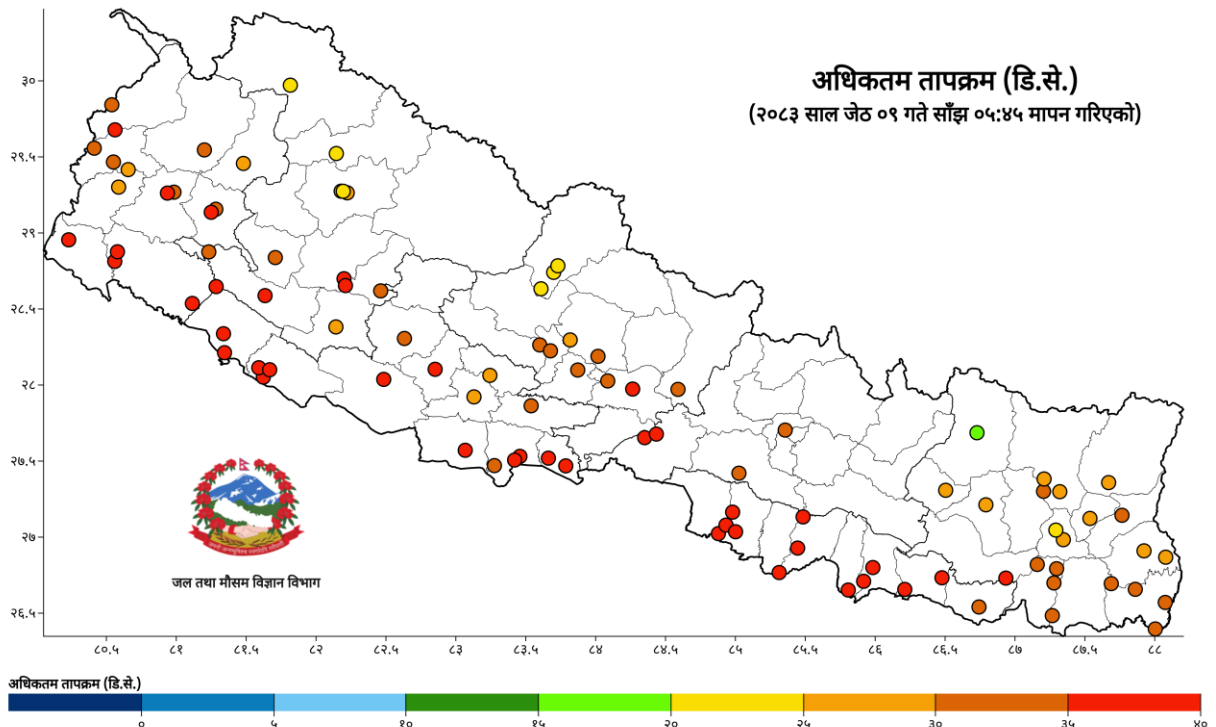 अधिकतम तापक्रम (डि.से.)
(२०८३ साल जेठ ०९ गते साँझ ०५:४५ मापन गरिएको)
३०
२९.५
२९
२८.५
२८
२७.५
२७
२६.५
जल तथा मौसम विज्ञान विभाग
८०.५ ८१ ८१.५ ८२ ८२.५ ८३ ८३.५ ८४ ८४.५ ८५ ८५.५ ८६ ८६.५ ८७ ८७.५ ८८
अधिकतम तापक्रम (डि.से.)
० ५ १० १५ २० २५ ३० ३५ ४०